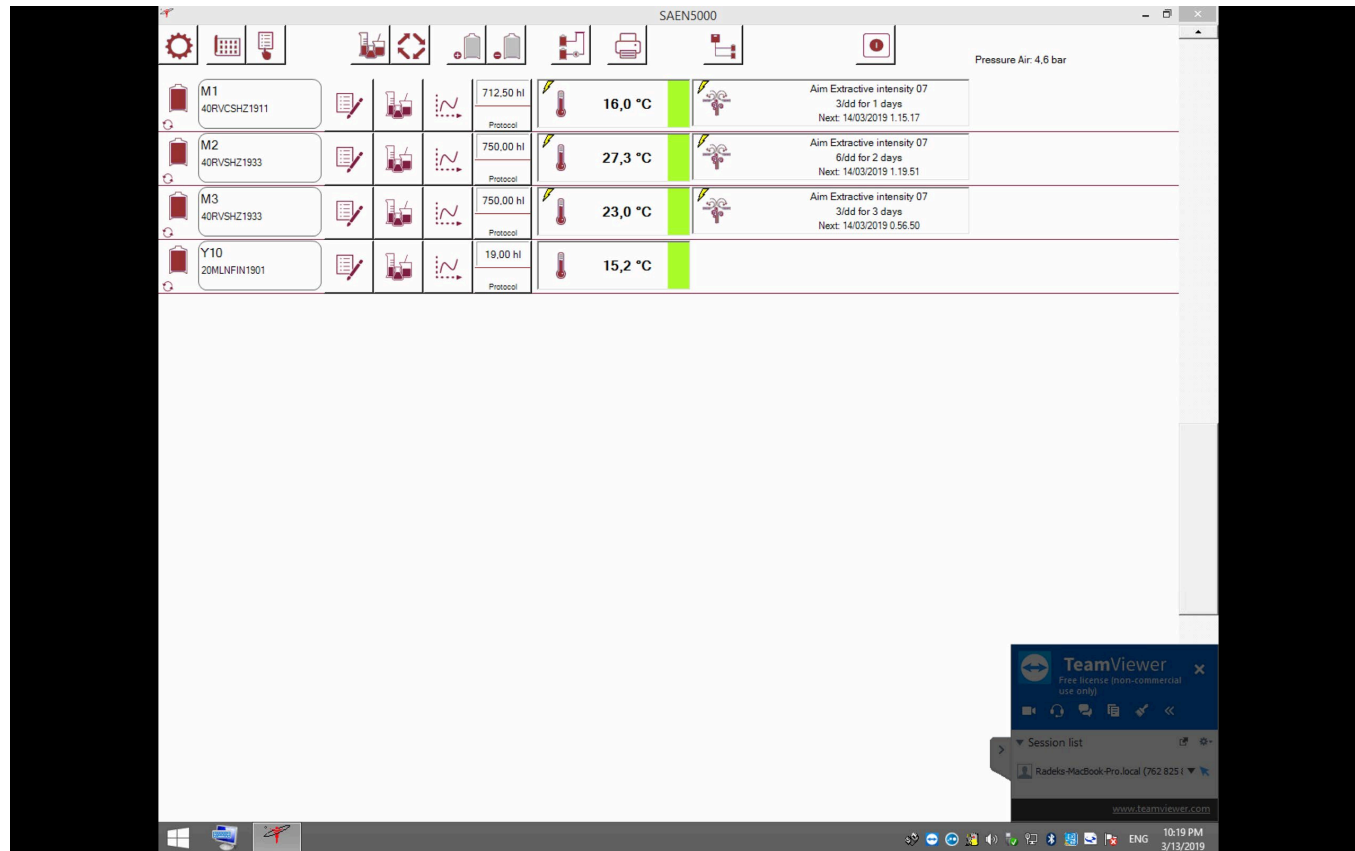 SAEN5000
Pressure Air: 4,6 bar
M1
40RVCSHZ1911
712,50 hl
Protocol
16,0 °C
Aim Extractive intensity 07
3/dd for 1 days
Next: 14/03/2019 1.15.17
M2
40RVSHZ1933
750,00 hl
Protocol
27,3 °C
Aim Extractive intensity 07
6/dd for 2 days
Next: 14/03/2019 1.19.51
M3
40RVSHZ1933
750,00 hl
Protocol
23,0 °C
Aim Extractive intensity 07
3/dd for 3 days
Next: 14/03/2019 0.56.50
Y10
20MLNFIN1901
19,00 hl
Protocol
15,2 °C
TeamViewer
Free license (non-commercial
use only)
Session list
Radeks-MacBook-Pro.local (762 825
www.teamviewer.com
ENG
10:19 PM
3/13/2019